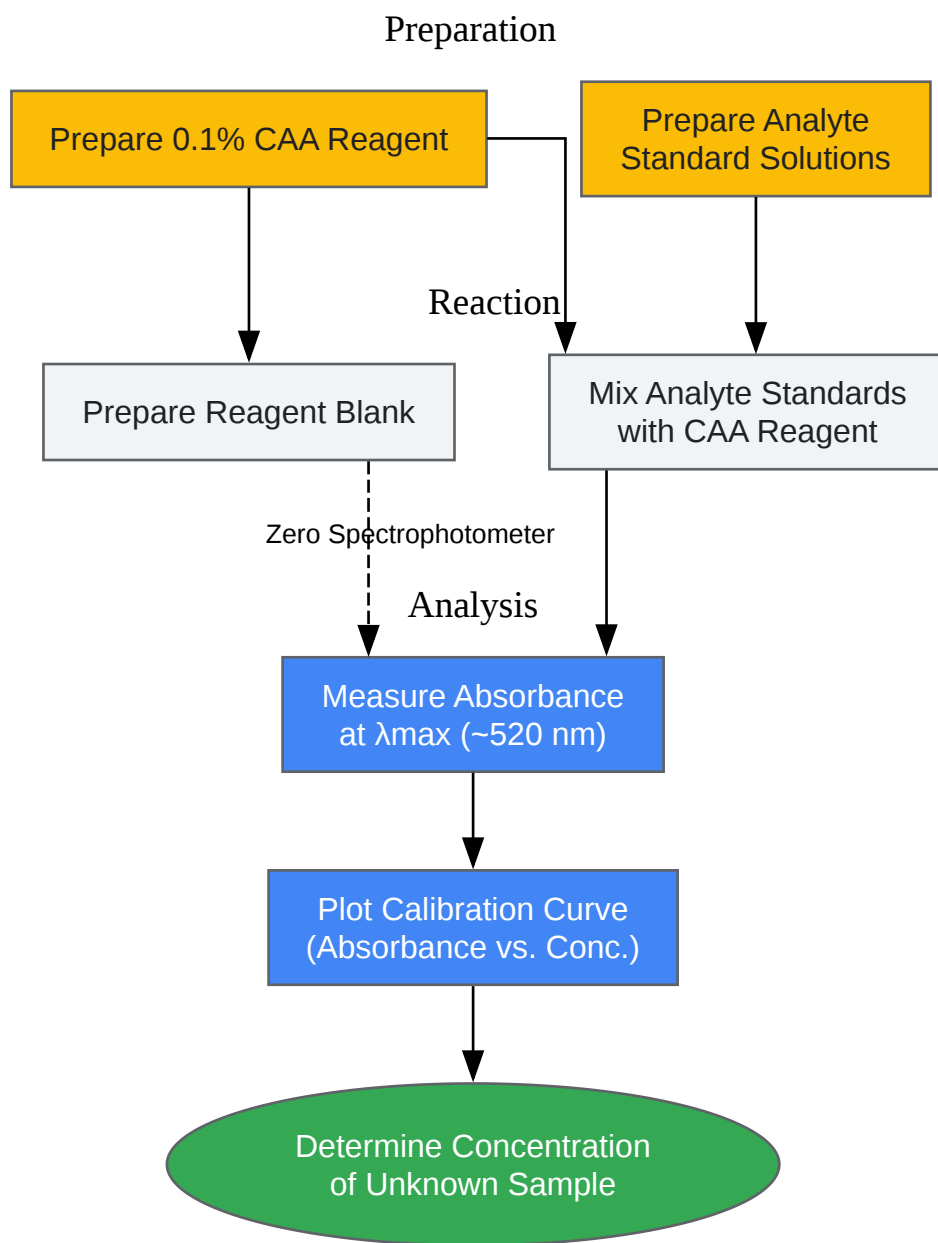 Preparation
Prepare 0.1% CAA Reagent
Prepare Analyte
Standard Solutions
Reaction
Prepare Reagent Blank
Mix Analyte Standards
with CAA Reagent
Zero Spectrophotometer
Analysis
Measure Absorbance
at λmax (~520 nm)
Plot Calibration Curve
(Absorbance vs. Conc.)
Determine Concentration
of Unknown Sample